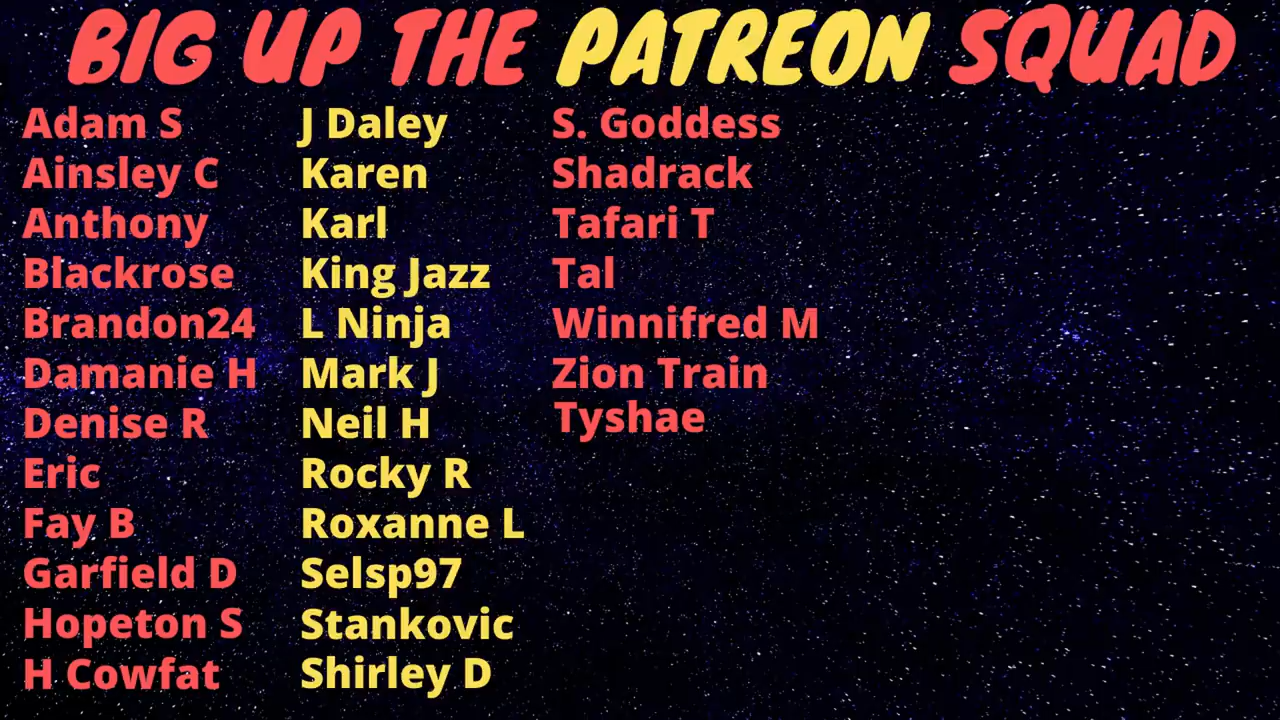 BIG UP THE PATREON SQUAD
Adam S
Ainsley C
Anthony
Blackrose
Brandon24
Damanie H
Denise R
Eric
Fay B
Garfield D
Hopeton S
H Cowfat
J Daley
Karen
Karl
King Jazz
L Ninja
Mark J
Neil H
Rocky R
Roxanne L
Selsp97
Stankovic
Shirley D
S. Goddess
Shadrack
Tafari T
Tal
Winnifred M
Zion Train
Tyshae